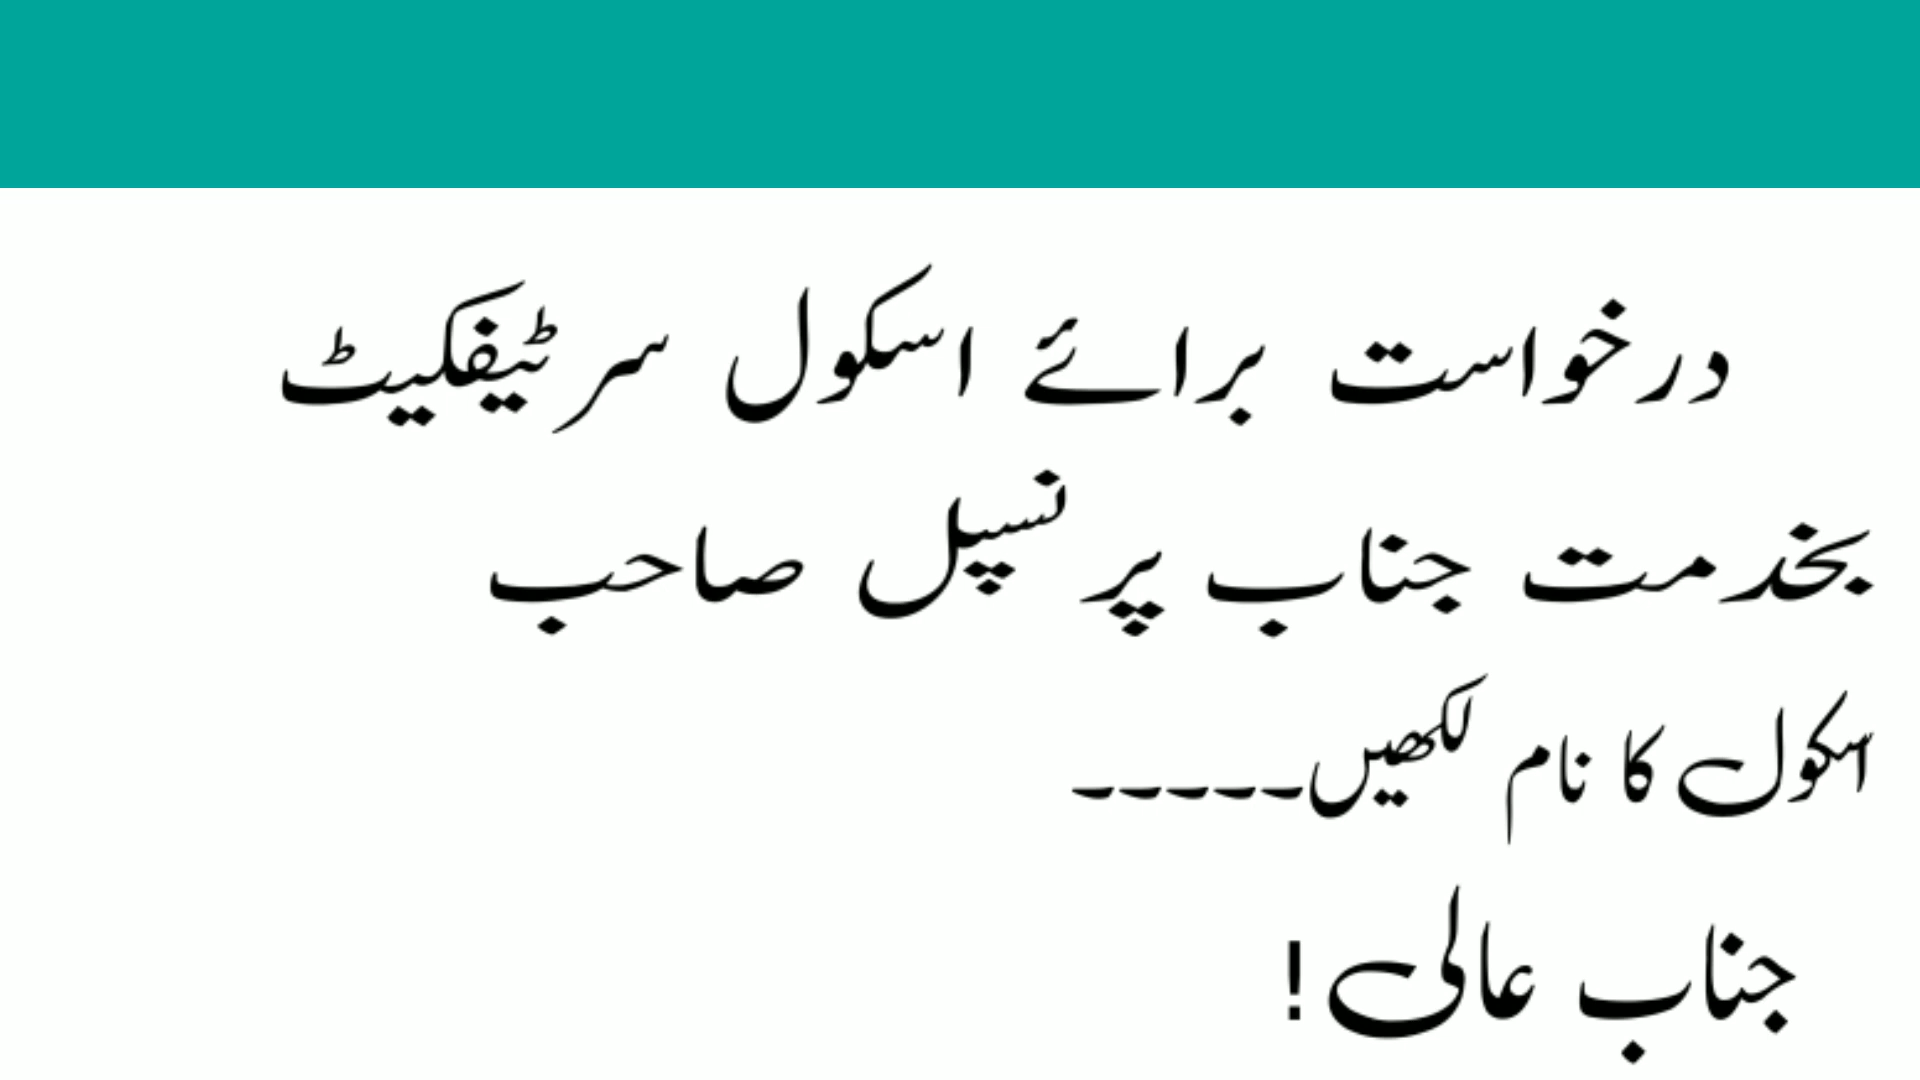 درخواست برائے اسکول سرٹیفکیٹ
بخدمت جناب پرنسپل صاحب
اسکول کا نام لکھیں-----
جناب عالی!